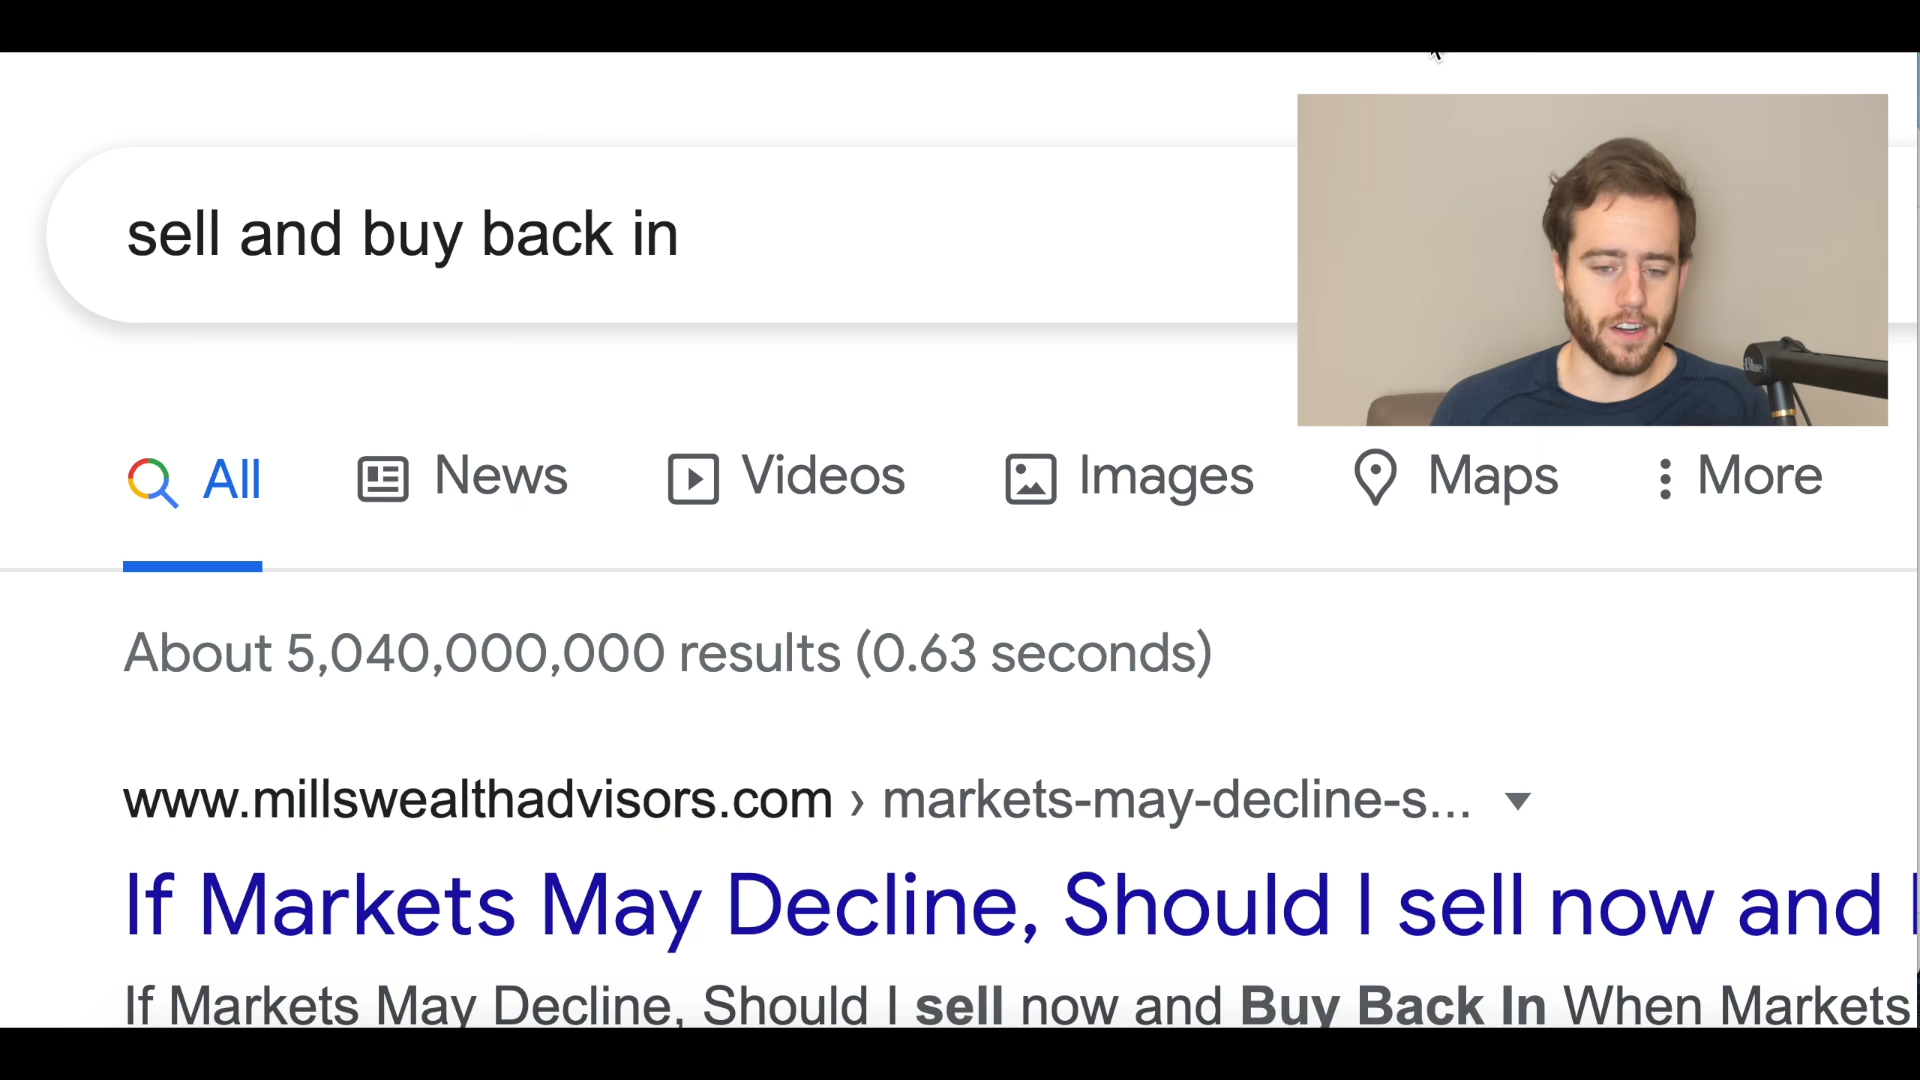 sell and buy back in
All News Videos Images Maps More
About 5,040,000,000 results (0.63 seconds)
www.millswealthadvisors.com › markets-may-decline-s...
If Markets May Decline, Should I sell now and
If Markets May Decline, Should I sell now and Buy Back In When Markets